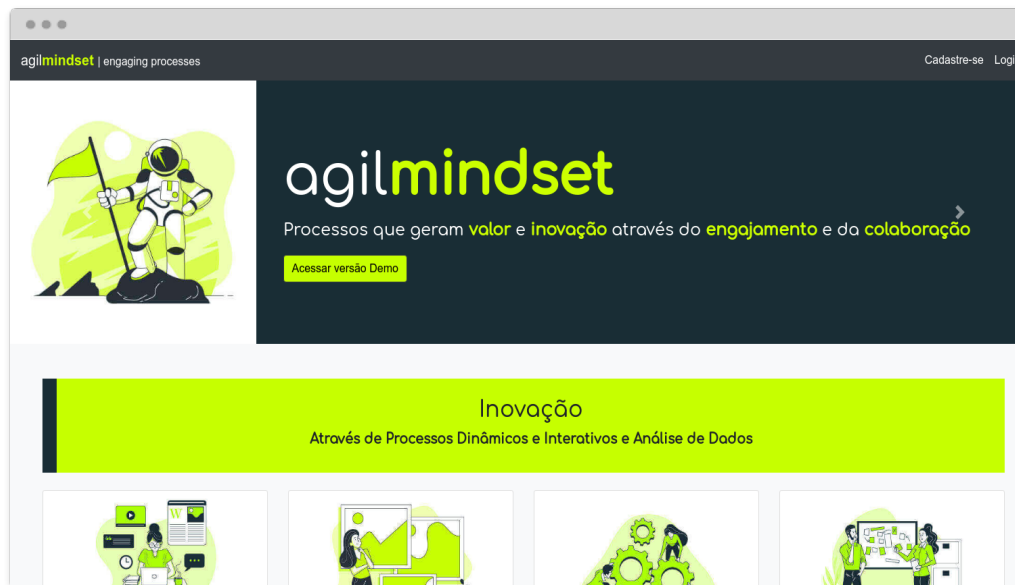 agilmindset | engaging processes
Cadastre-se Logi
agilmindset
Processos que geram valor e inovação através do engajamento e da colaboração
Acessar versão Demo
Inovação
Através de Processos Dinâmicos e Interativos e Análise de Dados
W